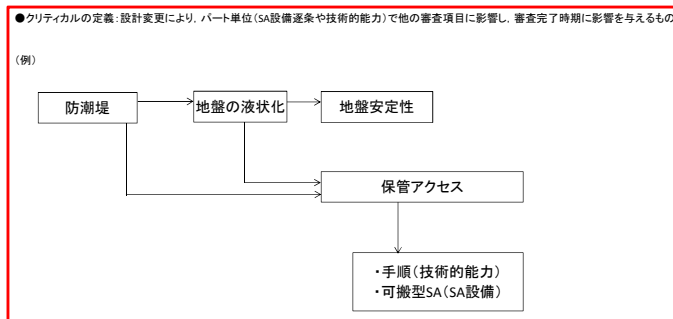 ●クリティカルの定義：設計変更により，パート単位（SA設備逐条や技術的能力）で他の審査項目に影響し，審査完了時期に影響を与えるもの
（例）
防潮堤
地盤の液状化
地盤安定性
保管アクセス
・手順（技術的能力）
・可搬型SA（SA設備）